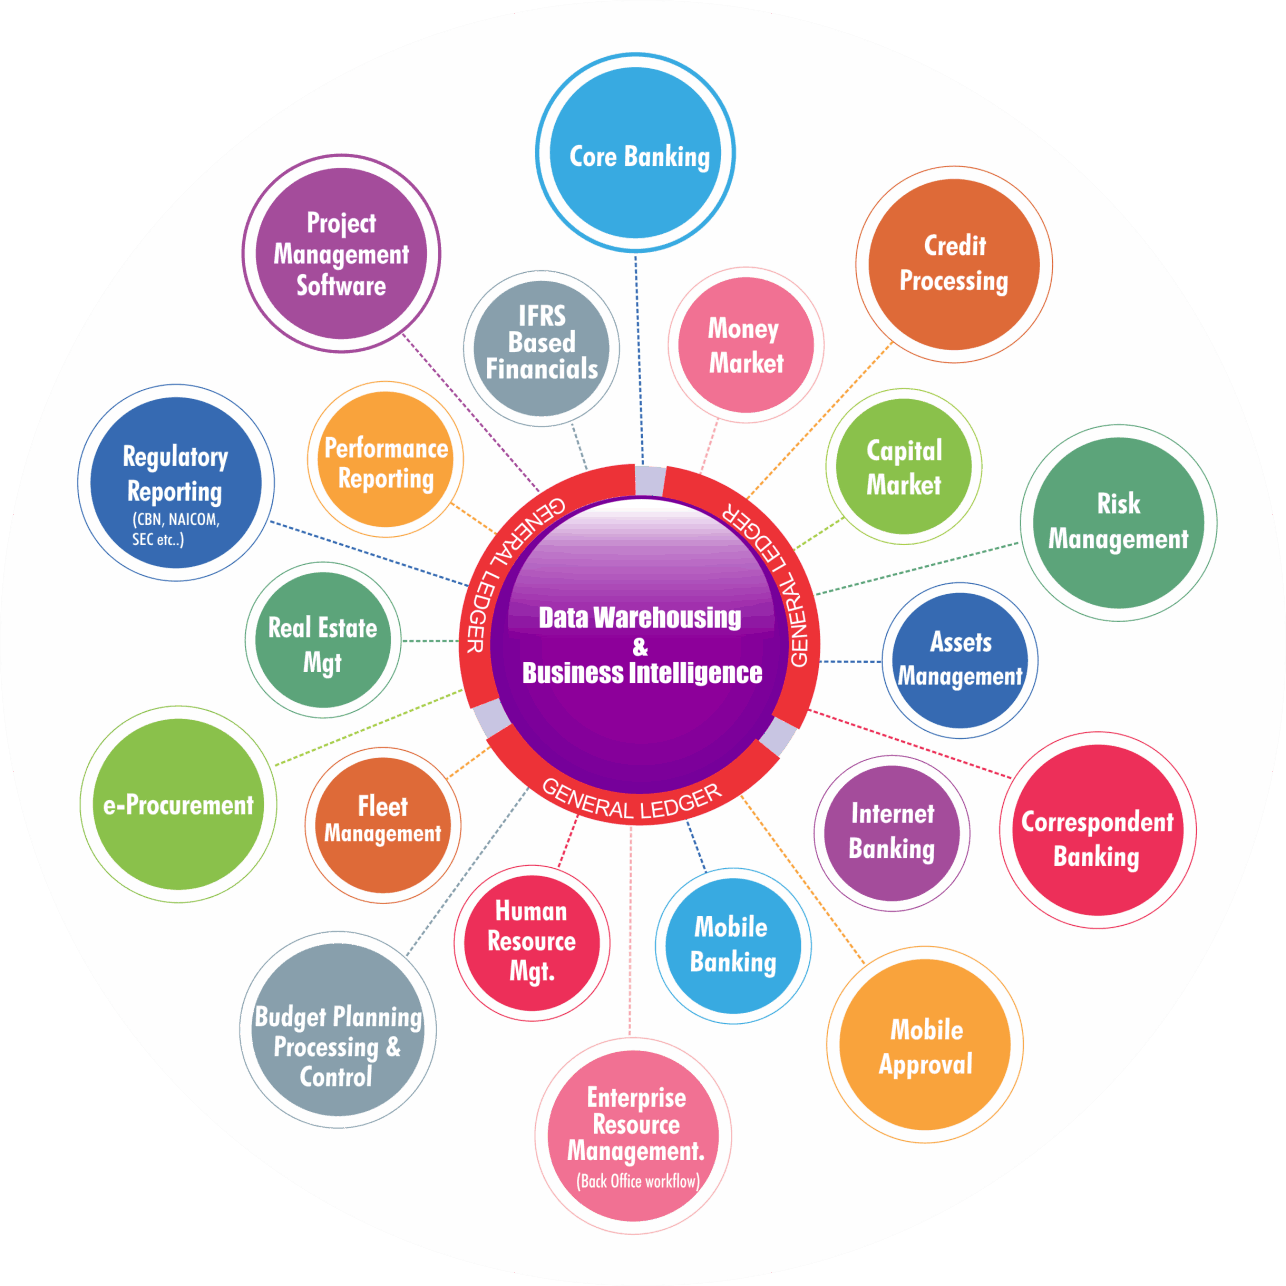 Core Banking
Project
Management
Software
Credit
Processing
IFRS
Based
Financials
Money
Market
Regulatory
Reporting
(CBN, NAICOM,
SEC etc..)
Performance
Reporting
Capital
Market
Risk
Management
GENERAL LEDGER
GENERAL LEDGER
Data Warehousing
&
Business Intelligence
Real Estate
Mgt
Assets
Management
e-Procurement
Fleet
Management
GENERAL LEDGER
Internet
Banking
Correspondent
Banking
Human
Resource
Mgt.
Mobile
Banking
Budget Planning
Processing &
Control
Mobile
Approval
Enterprise
Resource
Management.
(Back Office workflow)